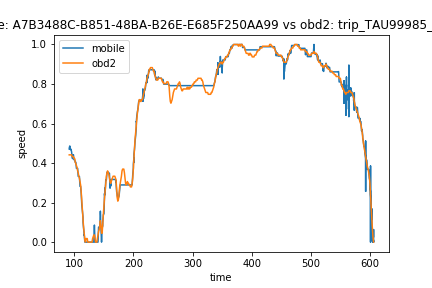 e: A7B3488C-B851-48BA-B26E-E685F250AA99 vs obd2: trip_TAU99985_
mobile
obd2
1.0
0.8
0.6
0.4
0.2
0.0
speed
100 200 300 400 500 600
time